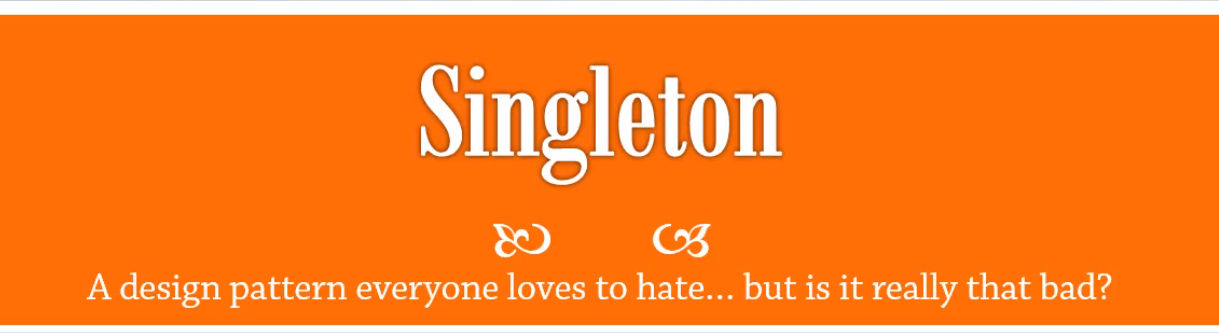 Singleton
A design pattern everyone loves to hate... but is it really that bad?